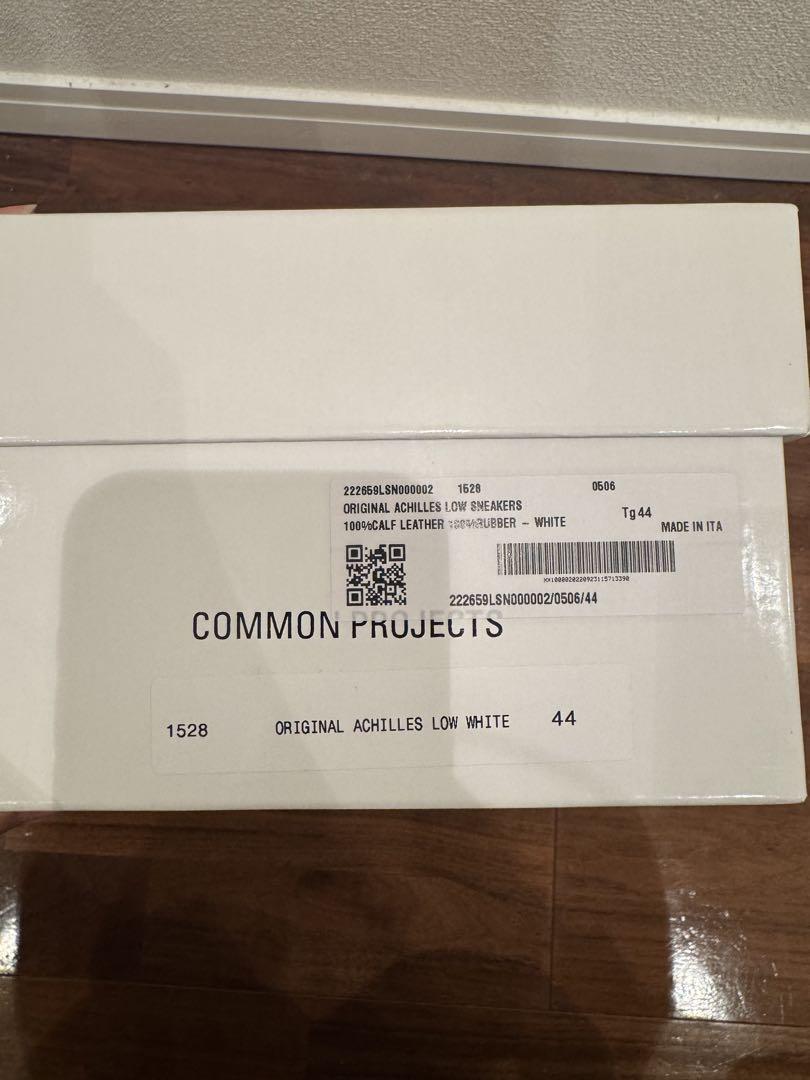 222659LSN000002 1528 0506
ORIGINAL ACHILLES LOW SNEAKERS
100%CALF LEATHER 100%RUBBER - WHITE
Tg 44
MADE IN ITA
222659LSN000002/0506/44
COMMON PROJECTS
1528 ORIGINAL ACHILLES LOW WHITE 44